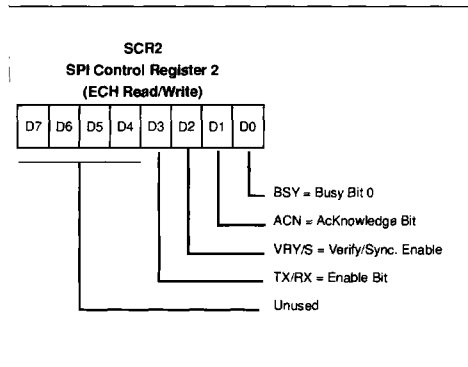 SCR2
SPI Control Register 2
(ECH Read/Write)
D7 D6 D5 D4 D3 D2 D1 D0
BSY = Busy Bit 0
ACN = AcKnowledge Bit
VRY/S = Verify/Sync. Enable
TX/RX = Enable Bit
Unused